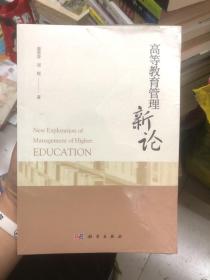 高等教育管理
新论
New Exploration of
Management of Higher
EDUCATION
科学出版社